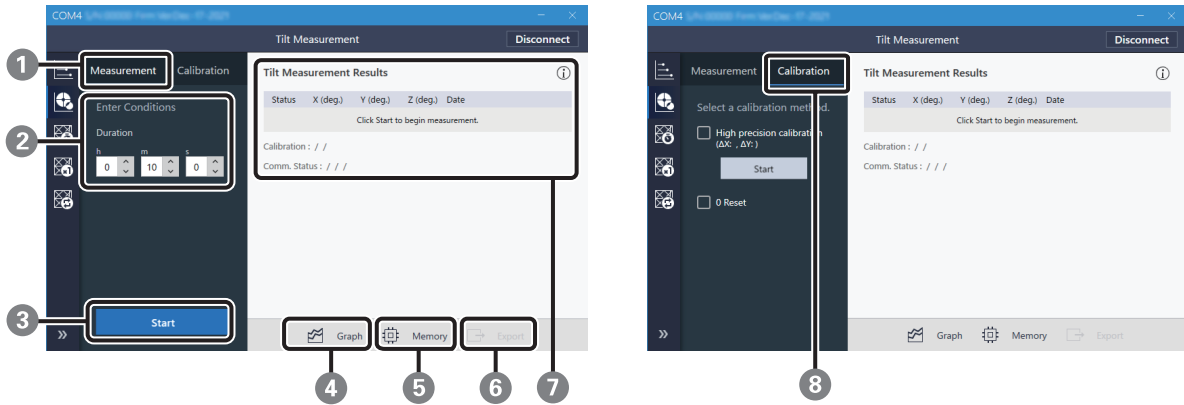 COM4
Tilt Measurement
Disconnect
Measurement
Calibration
Enter Conditions
Duration
h m s
0 10 0
Start
Tilt Measurement Results
Status X (deg.) Y (deg.) Z (deg.) Date
Click Start to begin measurement.
Calibration : / /
Comm. Status : / / /
Graph
Memory
Export
1
2
3
4
5
6
7
COM4
Tilt Measurement
Disconnect
Measurement
Calibration
Select a calibration method.
High precision calibration
(ΔX: , ΔY: )
Start
0 Reset
Tilt Measurement Results
Status X (deg.) Y (deg.) Z (deg.) Date
Click Start to begin measurement.
Calibration : / /
Comm. Status : / / /
Graph
Memory
Export
8